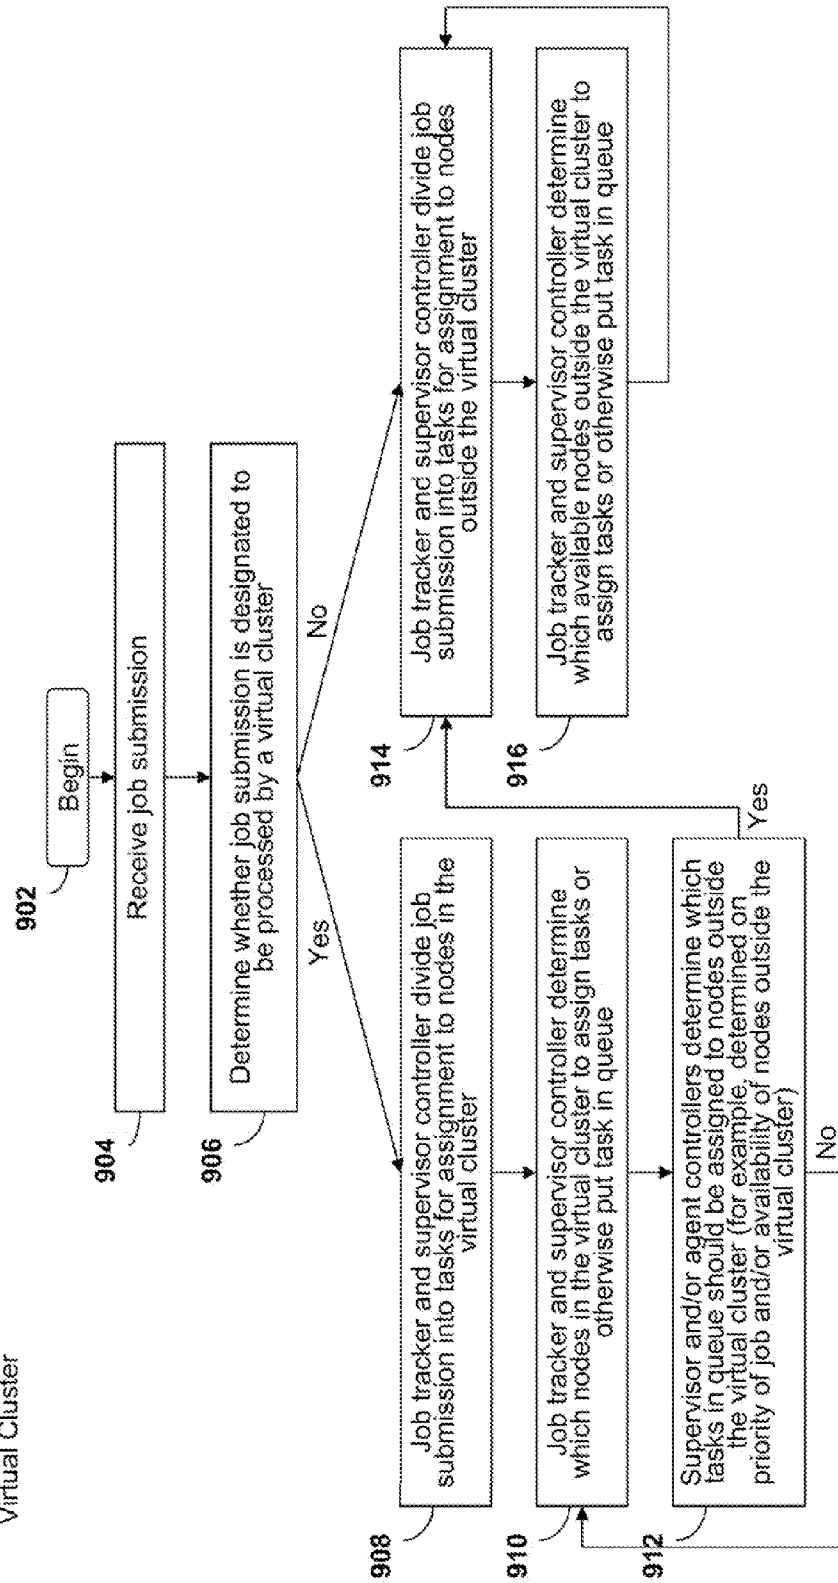 Virtual Cluster
902
Begin
904
Receive job submission
906
Determine whether job submission is designated to
be processed by a virtual cluster
Yes
No
908
Job tracker and supervisor controller divide job
submission into tasks for assignment to nodes in the
virtual cluster
910
Job tracker and supervisor controller determine
which nodes in the virtual cluster to assign tasks or
otherwise put task in queue
912
Supervisor and/or agent controllers determine which
tasks in queue should be assigned to nodes outside
the virtual cluster (for example, determined on
priority of job and/or availability of nodes outside the
virtual cluster)
No
Yes
914
Job tracker and supervisor controller divide job
submission into tasks for assignment to nodes
outside the virtual cluster
916
Job tracker and supervisor controller determine
which available nodes outside the virtual cluster to
assign tasks or otherwise put task in queue